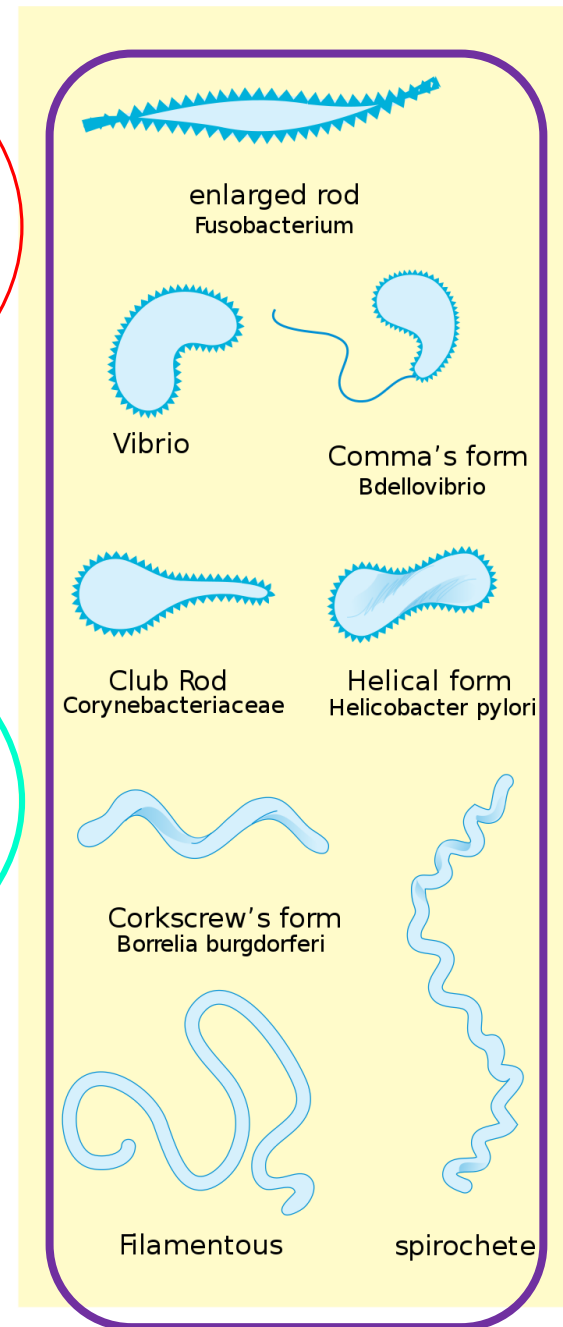 enlarged rod
Fusobacterium
Vibrio
Comma’s form
Bdellovibrio
Club Rod
Corynebacteriaceae
Helical form
Helicobacter pylori
Corkscrew’s form
Borrelia burgdorferi
Filamentous
spirochete